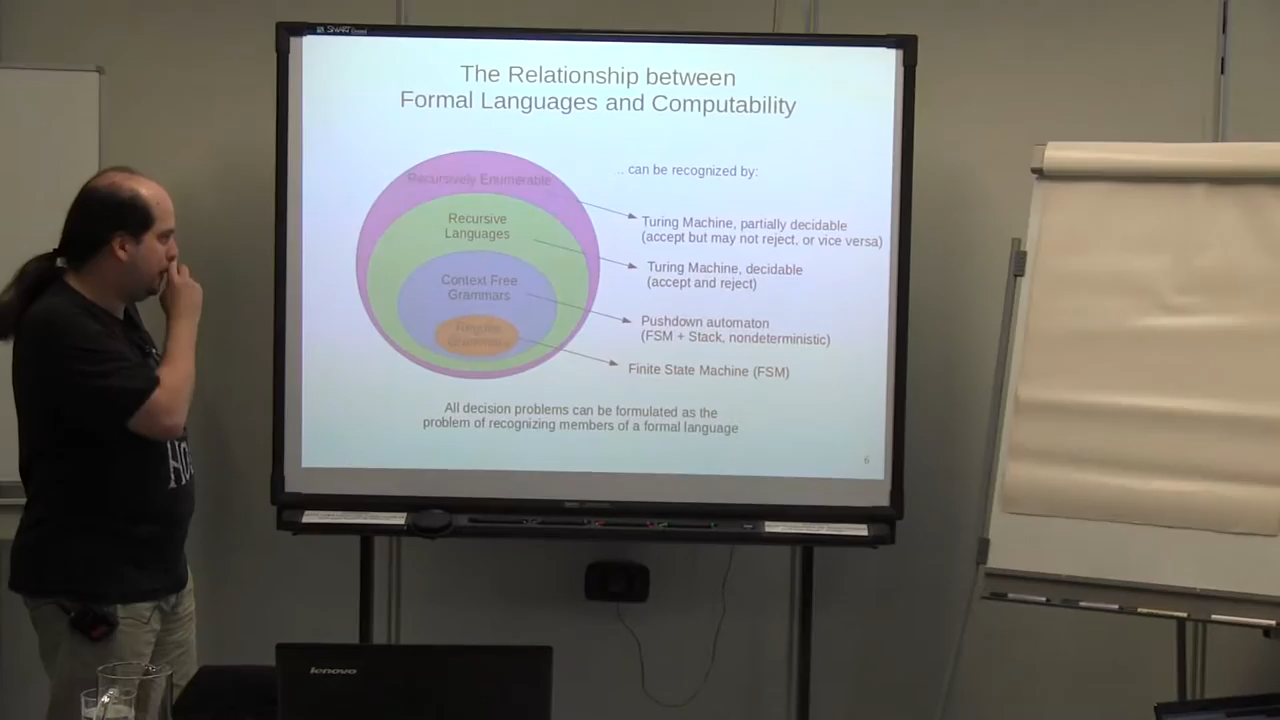 SMART
The Relationship between
Formal Languages and Computability
.. can be recognized by:
Recursively Enumerable
Recursive
Languages
Context Free
Grammars
Regular
Grammars
Turing Machine, partially decidable
(accept but may not reject, or vice versa)
Turing Machine, decidable
(accept and reject)
Pushdown automaton
(FSM + Stack, nondeterministic)
Finite State Machine (FSM)
All decision problems can be formulated as the
problem of recognizing members of a formal language
6
lenovo